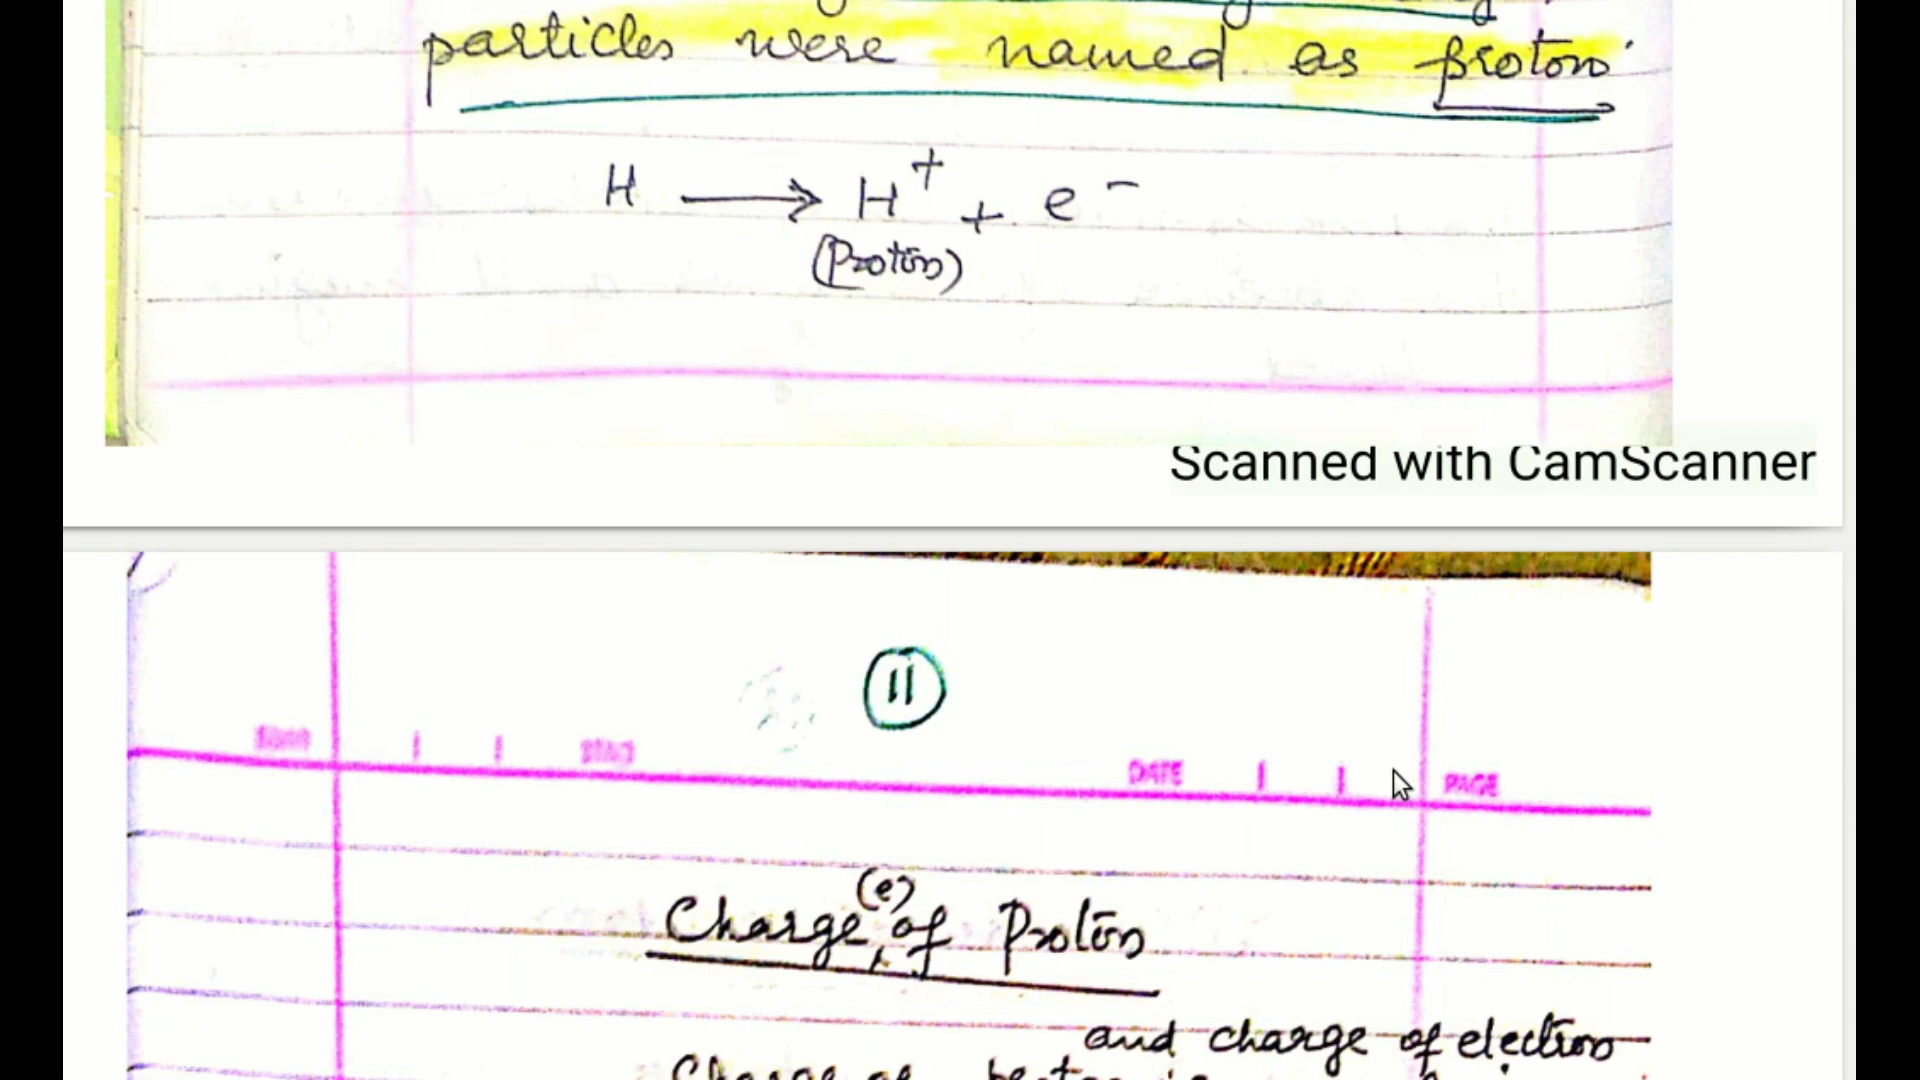 particles were named as proton.
H ⟶ H⁺ + e⁻
(Proton)
Scanned with CamScanner
11
DATE
PAGE
Charge (e) of Proton
and charge of electron